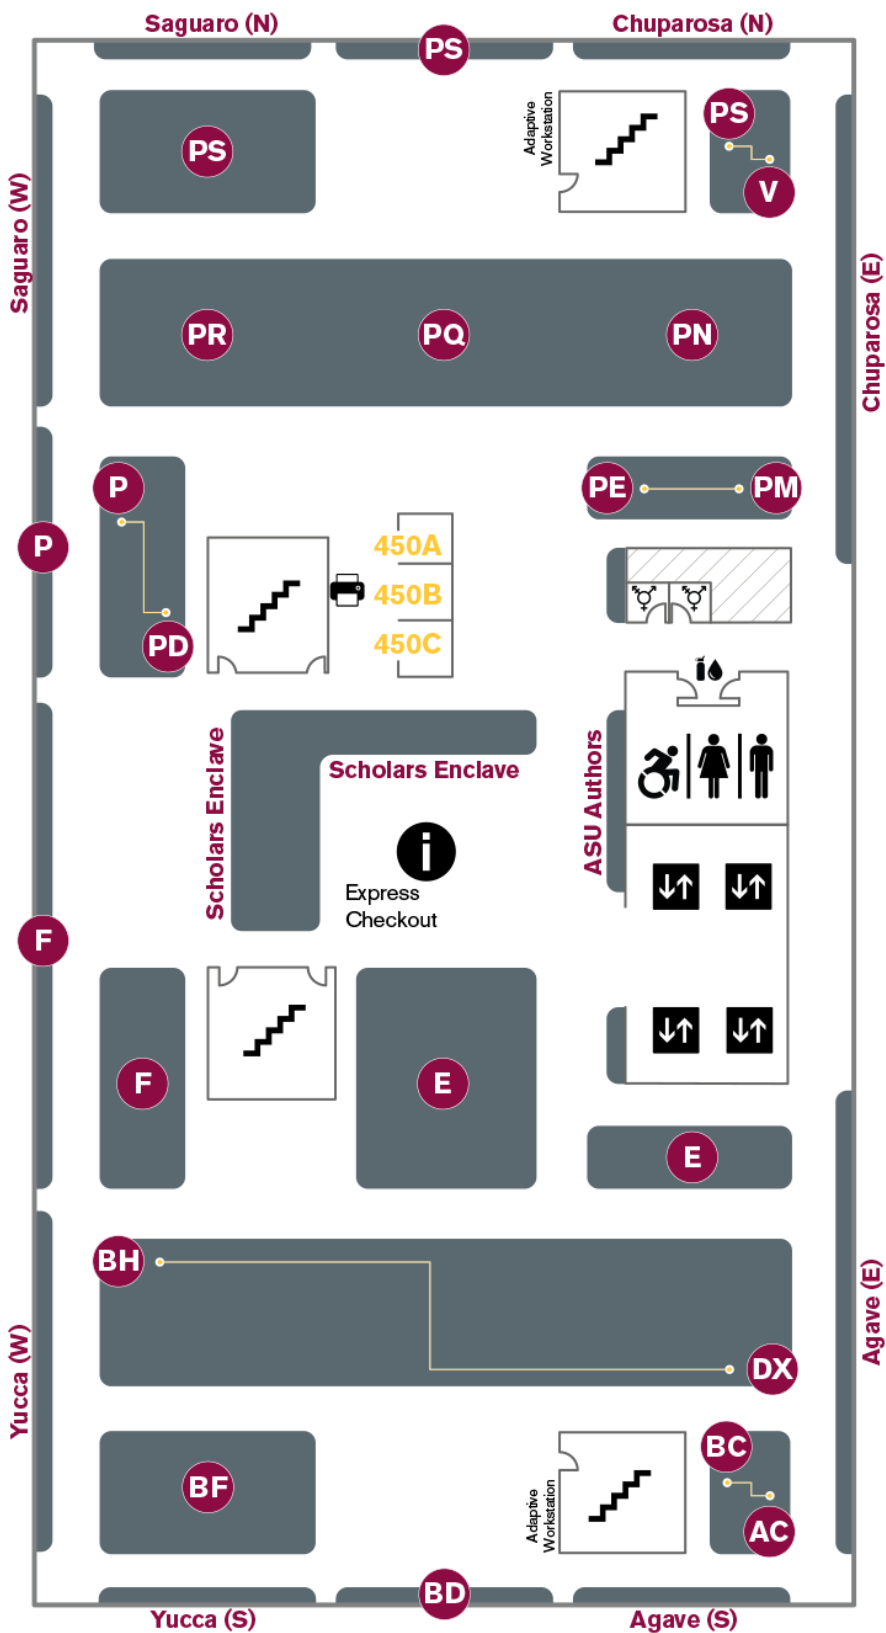 Saguaro (N)
Chuparosa (N)
PS
PS
Adaptive
Workstation
PS
V
Saguaro (W)
Chuparosa (E)
PR
PQ
PN
P
PE
PM
P
450A
450B
450C
PD
Scholars Enclave
Scholars Enclave
ASU Authors
i
Express
Checkout
F
F
E
E
BH
DX
Yucca (W)
Agave (E)
BC
BF
Adaptive
Workstation
AC
BD
Yucca (S)
Agave (S)